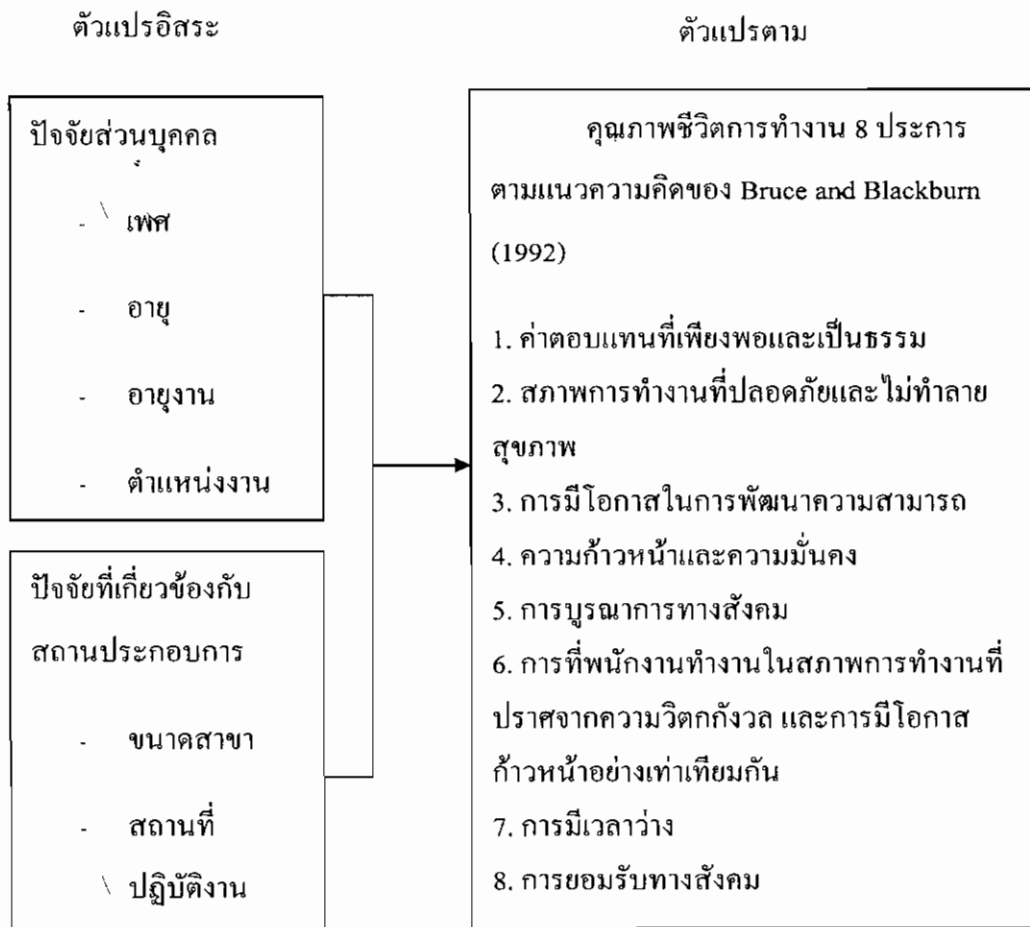 ตัวแปรอิสระ
ตัวแปรตาม
ปัจจัยส่วนบุคคล
- เพศ
- อายุ
- อายุงาน
- ตำแหน่งงาน
ปัจจัยที่เกี่ยวข้องกับ
สถานประกอบการ
- ขนาดสาขา
- สถานที่
ปฏิบัติงาน
คุณภาพชีวิตการทำงาน 8 ประการ
ตามแนวความคิดของ Bruce and Blackburn
(1992)
1. ค่าตอบแทนที่เพียงพอและเป็นธรรม
2. สภาพการทำงานที่ปลอดภัยและไม่ทำลาย
สุขภาพ
3. การมีโอกาสในการพัฒนาความสามารถ
4. ความก้าวหน้าและความมั่นคง
5. การบูรณาการทางสังคม
6. การที่พนักงานทำงานในสภาพการทำงานที่
ปราศจากความวิตกกังวล และการมีโอกาส
ก้าวหน้าอย่างเท่าเทียมกัน
7. การมีเวลาว่าง
8. การยอมรับทางสังคม